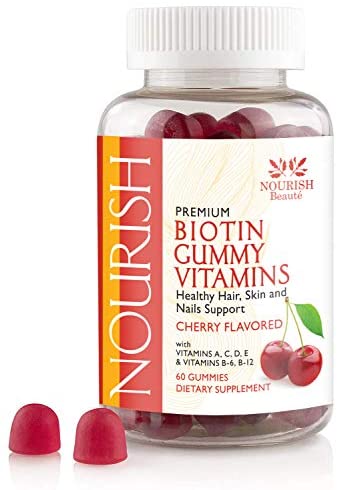 NOURISH
NOURISH
Beauté
PREMIUM
BIOTIN
GUMMY
VITAMINS
Healthy Hair, Skin and
Nails Support
CHERRY FLAVORED
with
VITAMINS A, C, D, E
& VITAMINS B-6, B-12
60 GUMMIES
DIETARY SUPPLEMENT